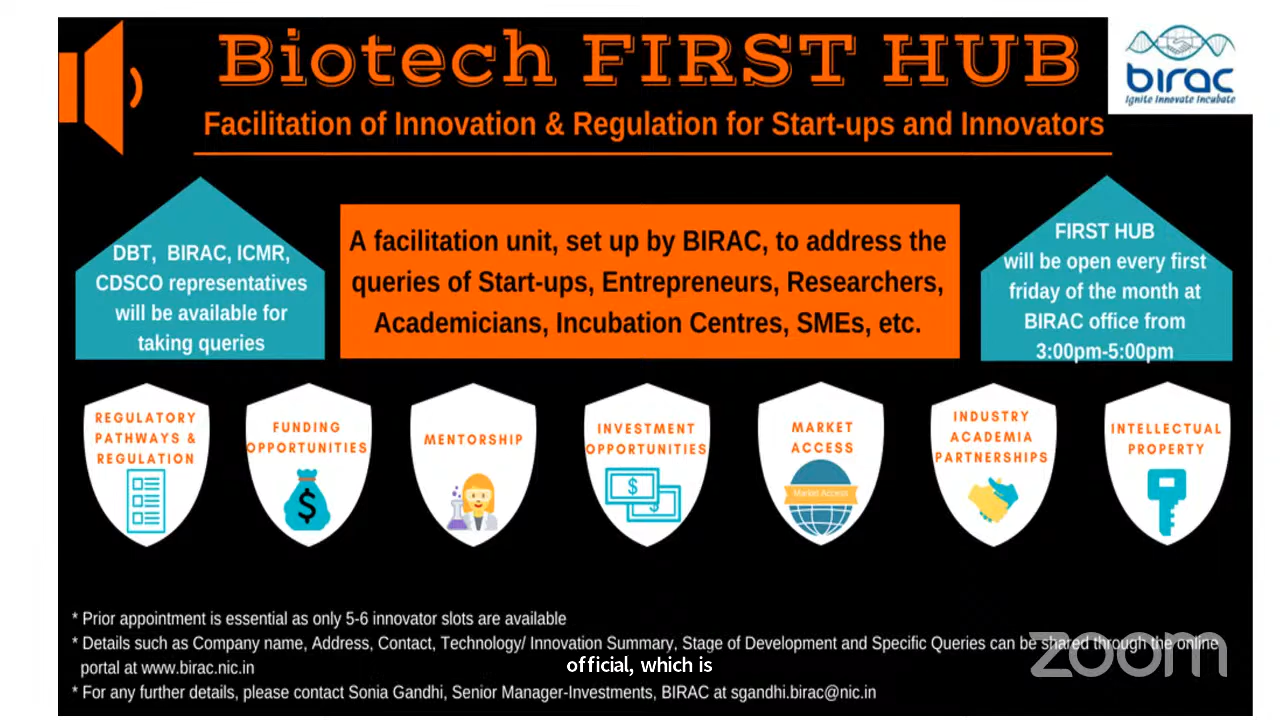 Biotech FIRST HUB
birac
Ignite Innovate Incubate
Facilitation of Innovation & Regulation for Start-ups and Innovators
DBT, BIRAC, ICMR,
CDSCO representatives
will be available for
taking queries
A facilitation unit, set up by BIRAC, to address the
queries of Start-ups, Entrepreneurs, Researchers,
Academicians, Incubation Centres, SMEs, etc.
FIRST HUB
will be open every first
friday of the month at
BIRAC office from
3:00pm-5:00pm
REGULATORY
PATHWAYS &
REGULATION
FUNDING
OPPORTUNITIES
$
MENTORSHIP
INVESTMENT
OPPORTUNITIES
$
$
MARKET
ACCESS
Market Access
INDUSTRY
ACADEMIA
PARTNERSHIPS
INTELLECTUAL
PROPERTY
* Prior appointment is essential as only 5-6 innovator slots are available
* Details such as Company name, Address, Contact, Technology/ Innovation Summary, Stage of Development and Specific Queries can be shared through the online
portal at www.birac.nic.in
official, which is
zoom
* For any further details, please contact Sonia Gandhi, Senior Manager-Investments, BIRAC at sgandhi.birac@nic.in